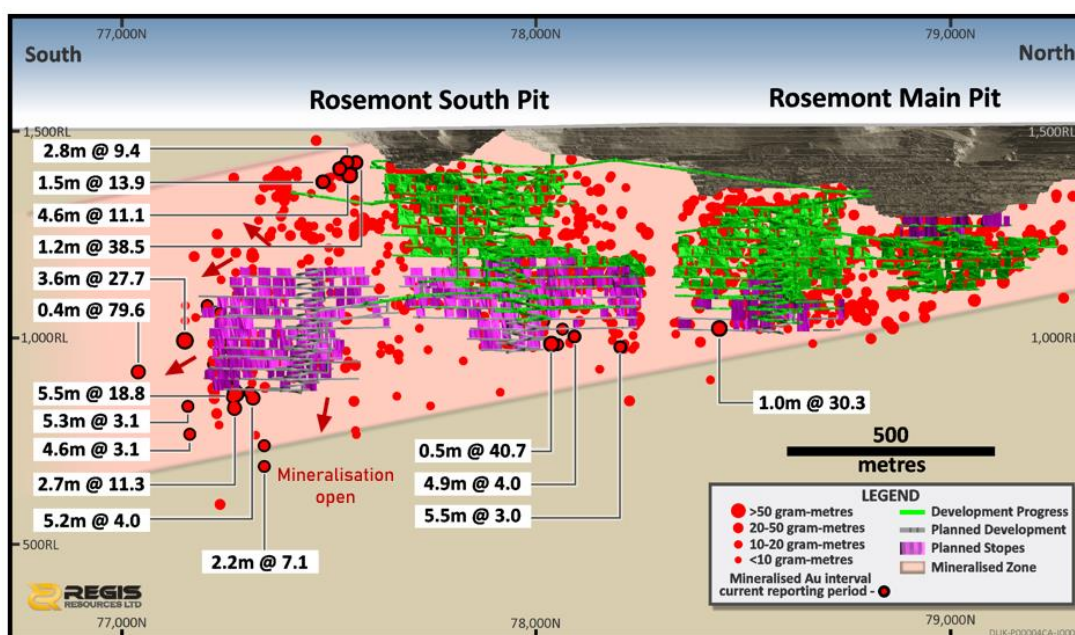 77,000N
78,000N
79,000N
South
North
Rosemont South Pit
Rosemont Main Pit
1,500RL
1,500RL
2.8m @ 9.4
1.5m @ 13.9
4.6m @ 11.1
1.2m @ 38.5
3.6m @ 27.7
0.4m @ 79.6
1,000RL
1,000RL
5.5m @ 18.8
5.3m @ 3.1
4.6m @ 3.1
2.7m @ 11.3
5.2m @ 4.0
2.2m @ 7.1
Mineralisation
open
0.5m @ 40.7
4.9m @ 4.0
5.5m @ 3.0
1.0m @ 30.3
500
metres
500RL
LEGEND
>50 gram-metres
20-50 gram-metres
10-20 gram-metres
<10 gram-metres
Mineralised Au interval
current reporting period -
Development Progress
Planned Development
Planned Stopes
Mineralised Zone
REGIS
RESOURCES LTD
77,000N
78,000N
79,000N